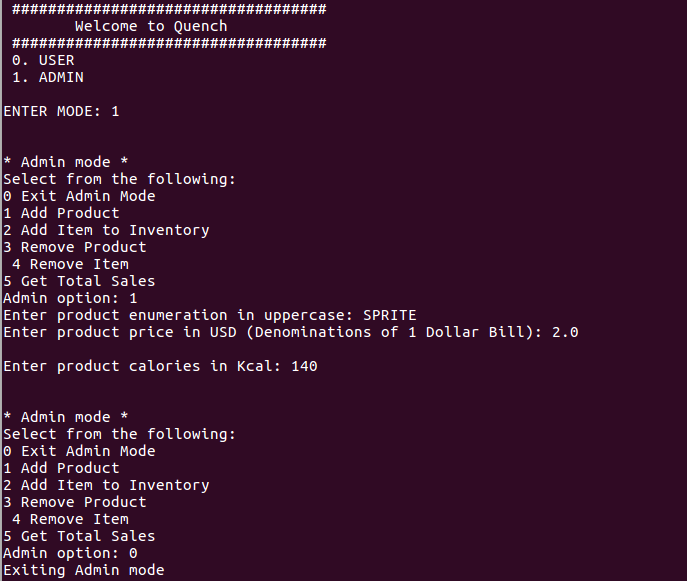 ###################################
Welcome to Quench
###################################
0. USER
1. ADMIN
ENTER MODE: 1
* Admin mode *
Select from the following:
0 Exit Admin Mode
1 Add Product
2 Add Item to Inventory
3 Remove Product
4 Remove Item
5 Get Total Sales
Admin option: 1
Enter product enumeration in uppercase: SPRITE
Enter product price in USD (Denominations of 1 Dollar Bill): 2.0
Enter product calories in Kcal: 140
* Admin mode *
Select from the following:
0 Exit Admin Mode
1 Add Product
2 Add Item to Inventory
3 Remove Product
4 Remove Item
5 Get Total Sales
Admin option: 0
Exiting Admin mode